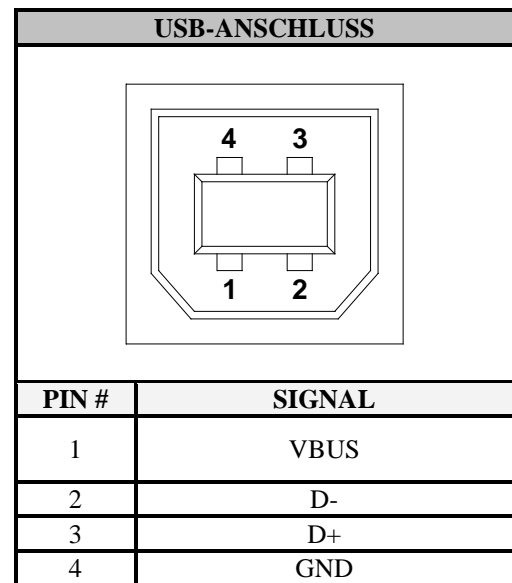 USB-ANSCHLUSS
4 3
1 2
PIN # SIGNAL
1 VBUS
2 D-
3 D+
4 GND